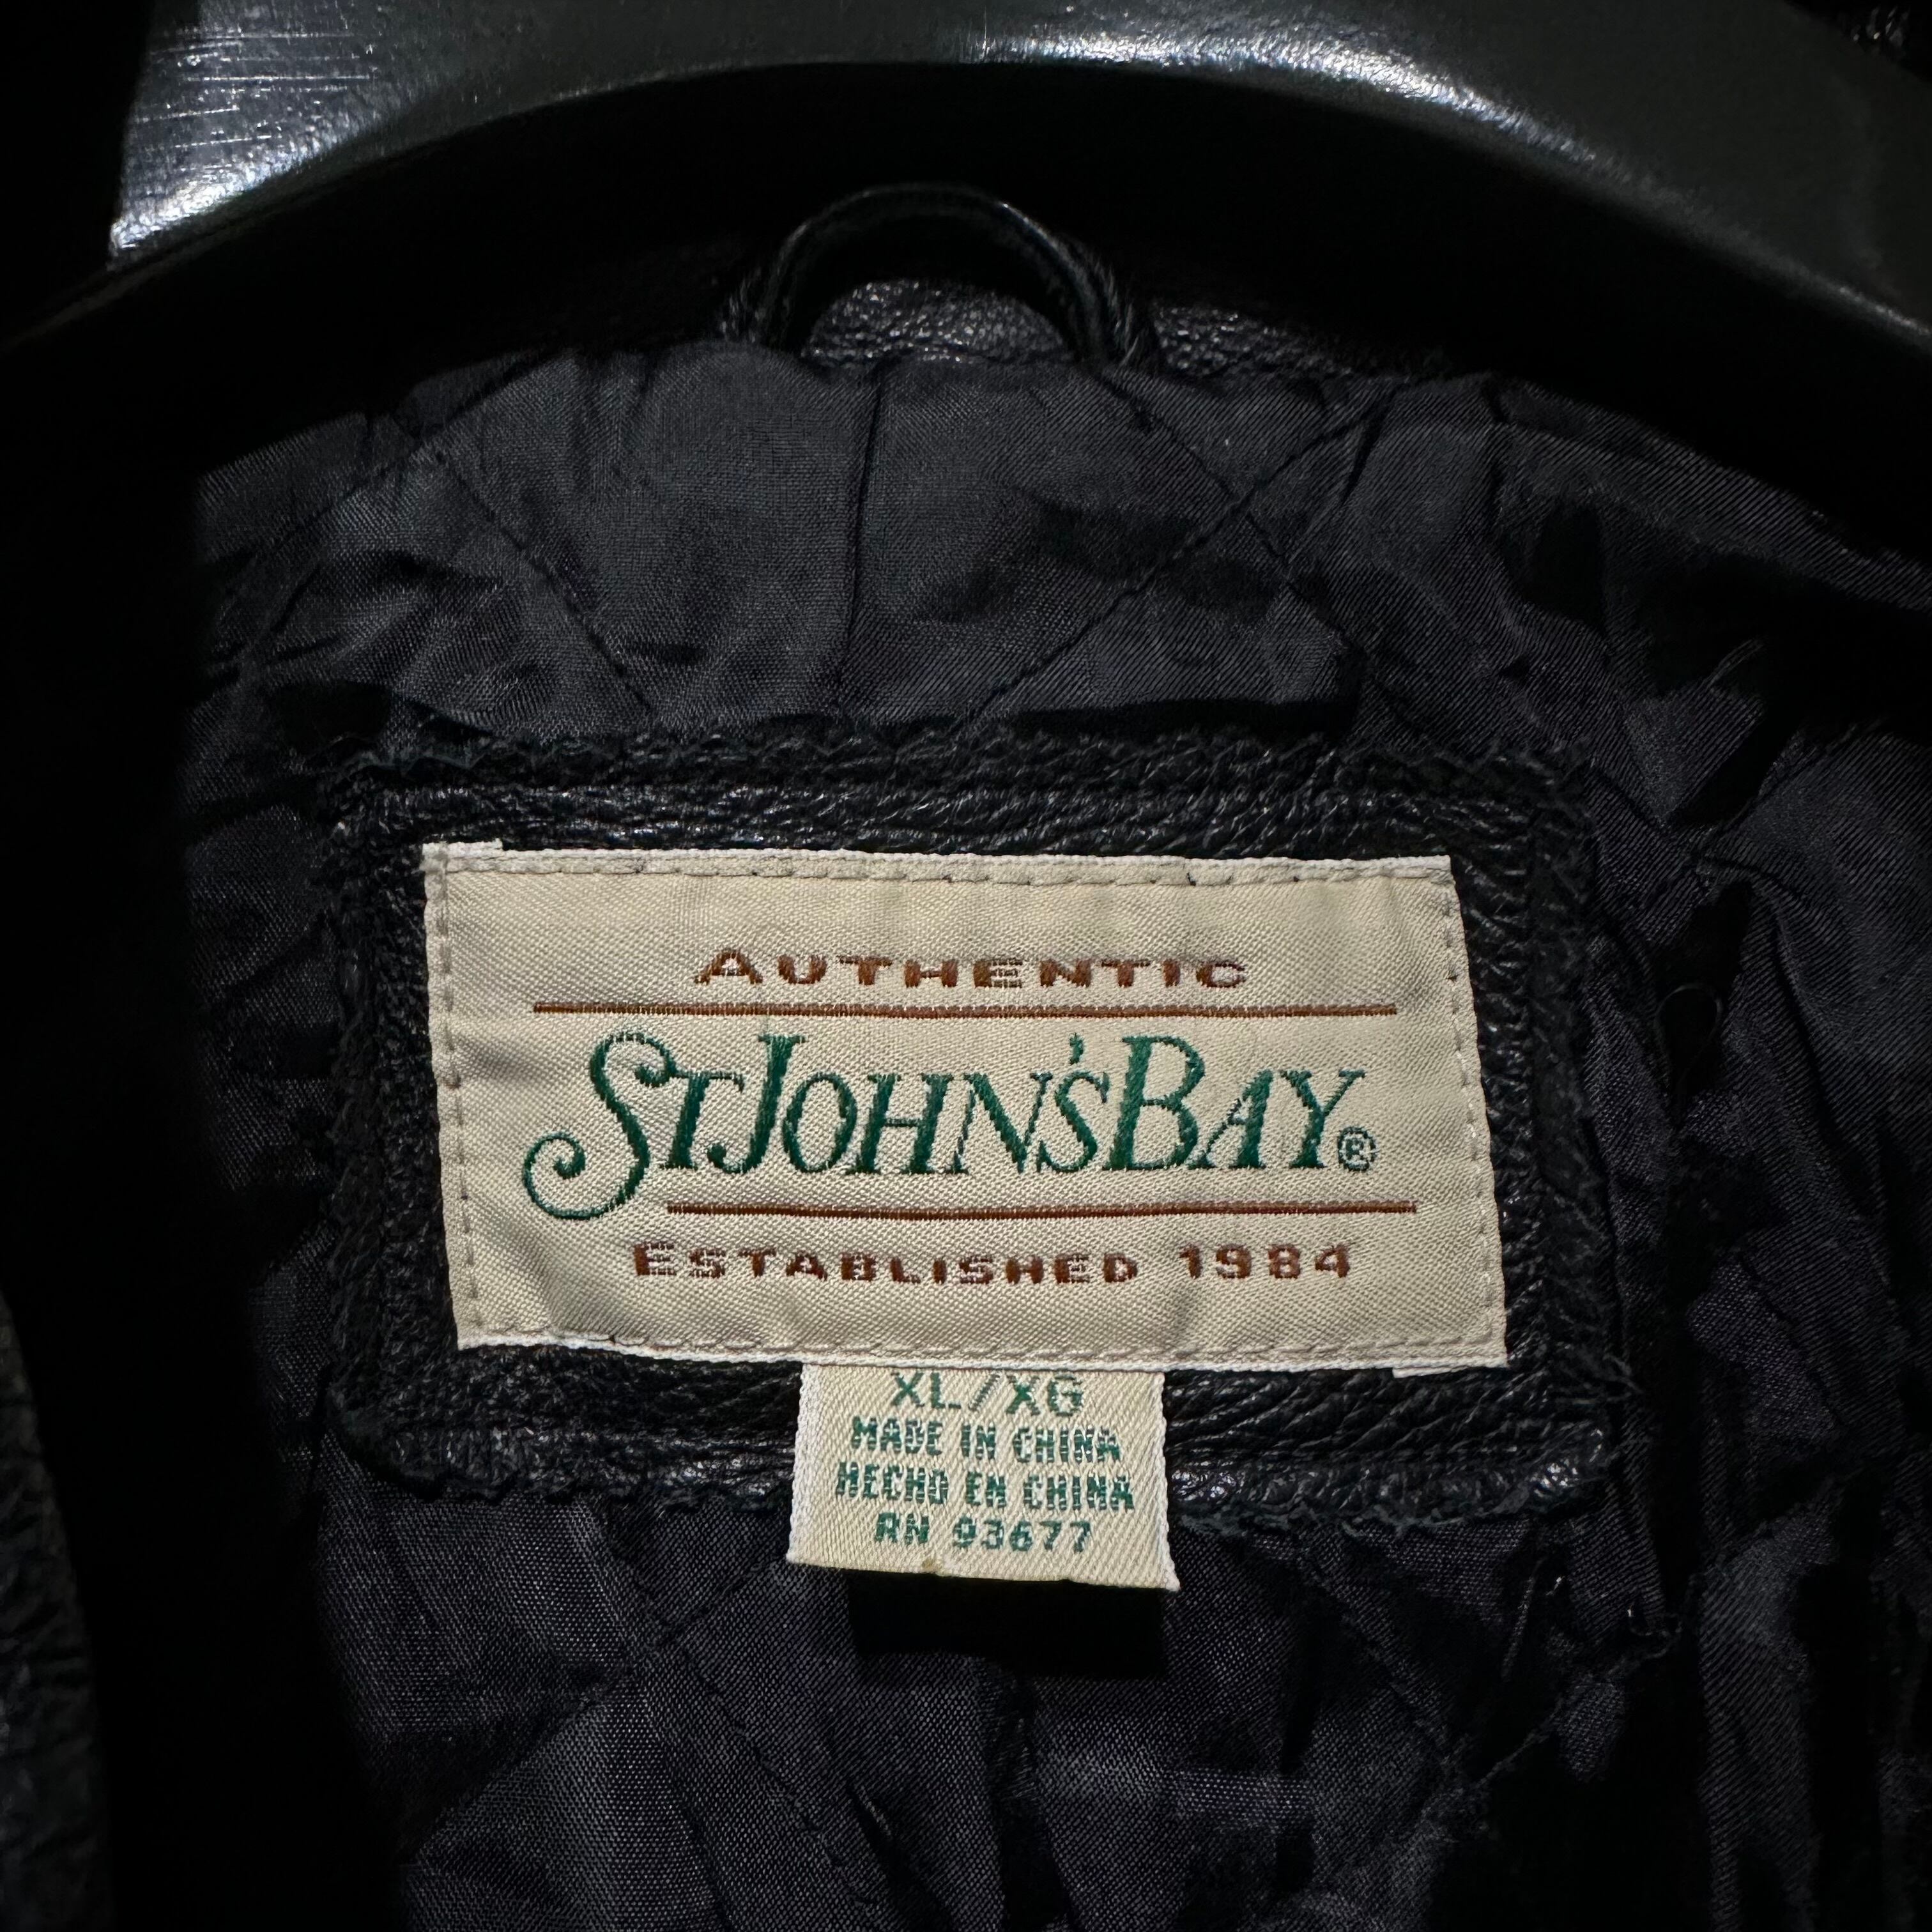 AUTHENTIC
ST JOHN'S BAY®
ESTABLISHED 1984
XL/XG
MADE IN CHINA
HECHO EN CHINA
RN 93677